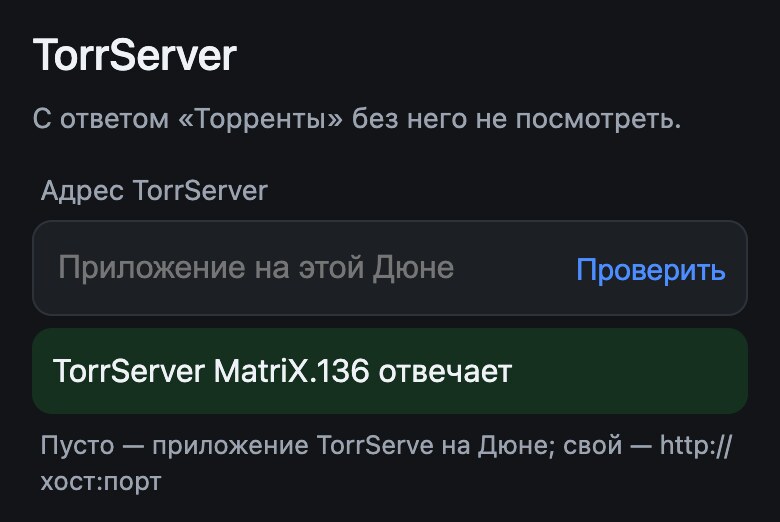 TorrServer
С ответом «Торренты» без него не посмотреть.
Адрес TorrServer
Приложение на этой Дюне
Проверить
TorrServer MatriX.136 отвечает
Пусто — приложение TorrServe на Дюне; свой — http://
хост:порт